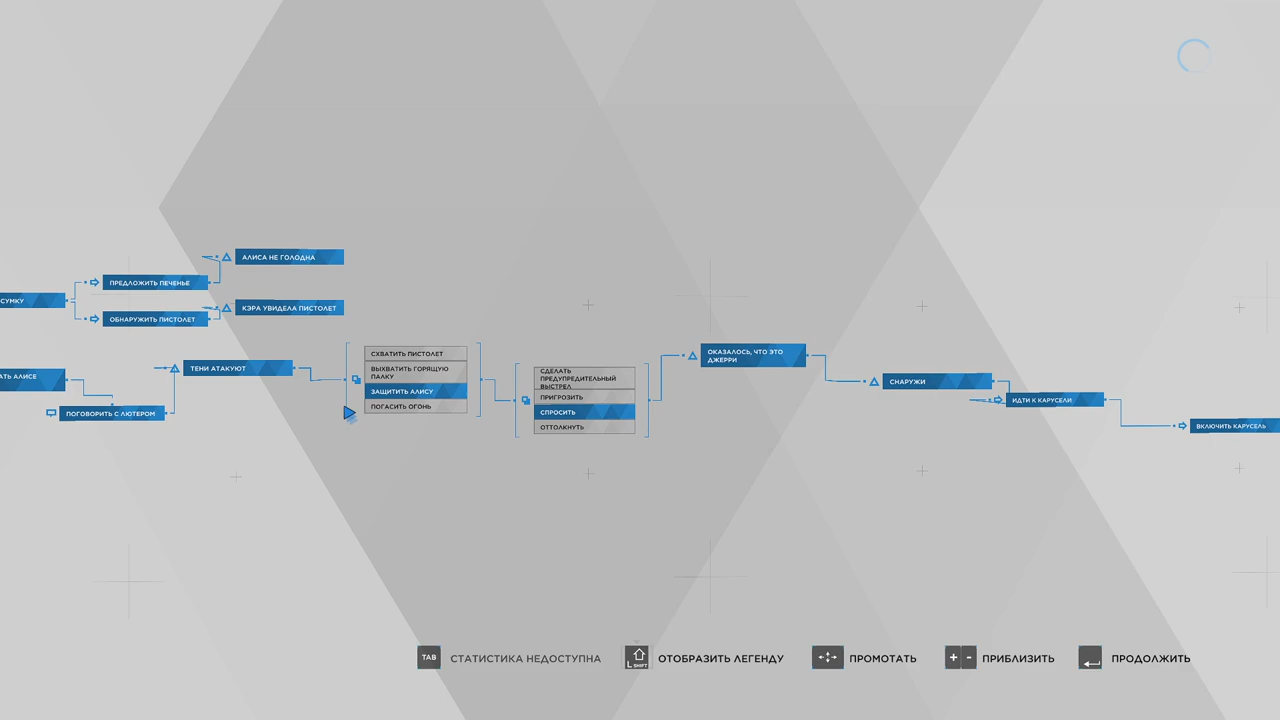 АЛИСА НЕ ГОЛОДНА
ПРЕДЛОЖИТЬ ПЕЧЕНЬЕ
СУМКУ
КЭРА УВИДЕЛА ПИСТОЛЕТ
ОБНАРУЖИТЬ ПИСТОЛЕТ
ТЕНИ АТАКУЮТ
АТЬ АЛИСЕ
ПОГОВОРИТЬ С ЛЮТЕРОМ
СХВАТИТЬ ПИСТОЛЕТ
ВЫХВАТИТЬ ГОРЯЩУЮ
ПАЛКУ
ЗАЩИТИТЬ АЛИСУ
ПОГАСИТЬ ОГОНЬ
СДЕЛАТЬ
ПРЕДУПРЕДИТЕЛЬНЫЙ
ВЫСТРЕЛ
ПРИГРОЗИТЬ
СПРОСИТЬ
ОТТОЛКНУТЬ
ОКАЗАЛОСЬ, ЧТО ЭТО
ДЖЕРРИ
СНАРУЖИ
ИДТИ К КАРУСЕЛИ
ВКЛЮЧИТЬ КАРУСЕЛЬ
TAB СТАТИСТИКА НЕДОСТУПНА
L SHIFT ОТОБРАЗИТЬ ЛЕГЕНДУ
ПРОМОТАТЬ
+ - ПРИБЛИЗИТЬ
ПРОДОЛЖИТЬ